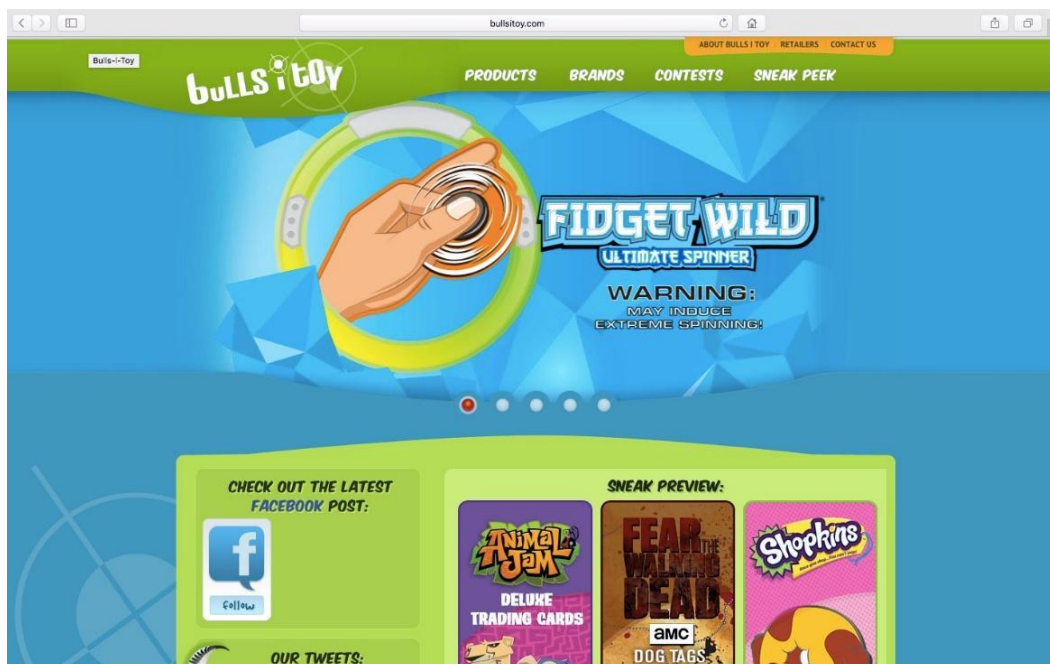 bullsitoy.com
Bulls-i-Toy
ABOUT BULLS I TOY RETAILERS CONTACT US
buLLS i tOy
PRODUCTS BRANDS CONTESTS SNEAK PEEK
FIDGET WILD
ULTIMATE SPINNER
WARNING:
MAY INDUCE
EXTREME SPINNING!
CHECK OUT THE LATEST
FACEBOOK POST:
f
follow
OUR TWEETS:
SNEAK PREVIEW:
ANiMaL
JaM
DELUXE
TRADING CARDS
FEAR THE
WALKING
DEAD
aMC
DOG TAGS
Shopkins